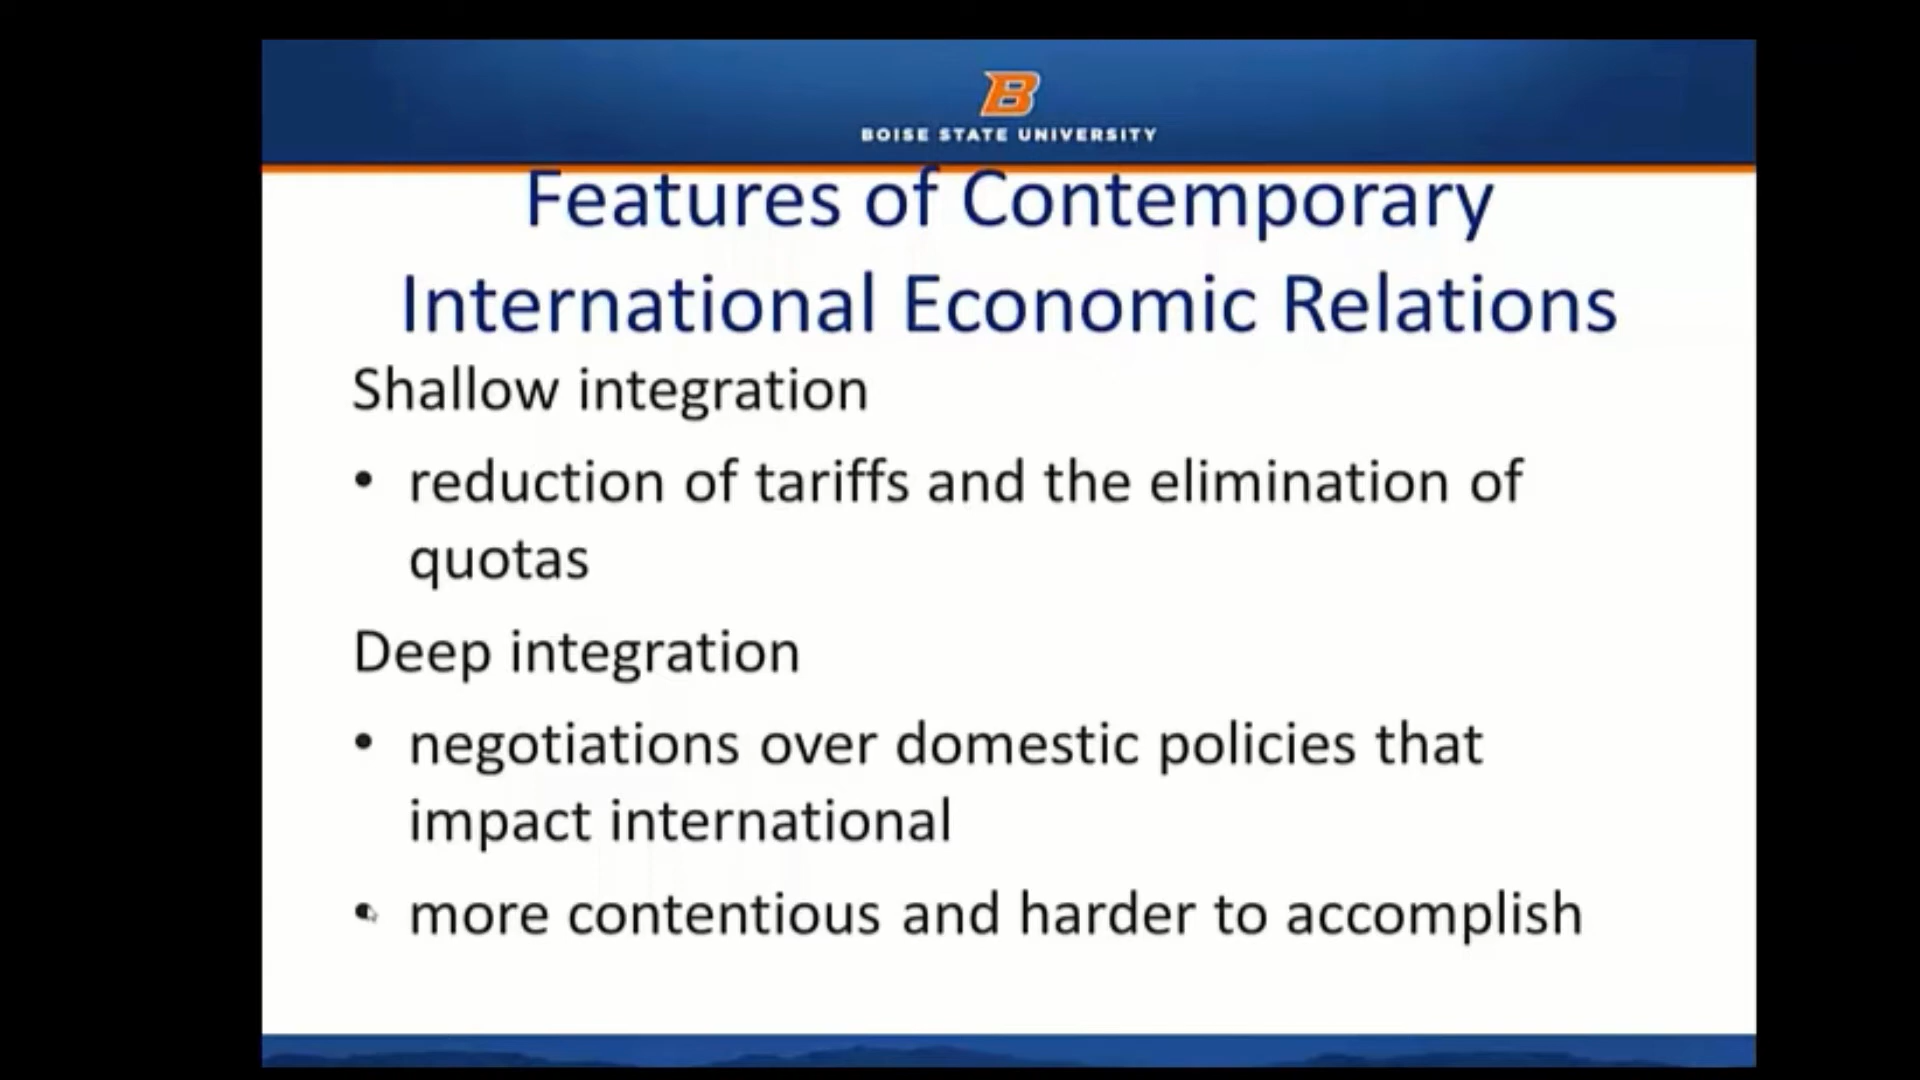 B
BOISE STATE UNIVERSITY
Features of Contemporary
International Economic Relations
Shallow integration
• reduction of tariffs and the elimination of
quotas
Deep integration
• negotiations over domestic policies that
impact international
• more contentious and harder to accomplish